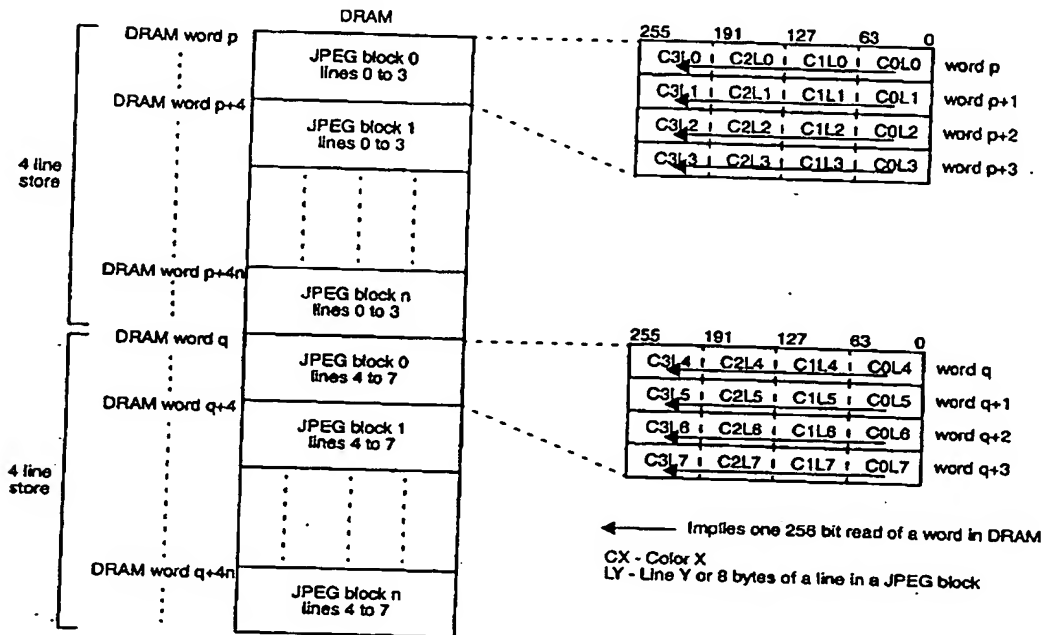 DRAM
DRAM word p
JPEG block 0
lines 0 to 3
DRAM word p+4
JPEG block 1
lines 0 to 3
4 line
store
DRAM word p+4n
JPEG block n
lines 0 to 3
DRAM word q
JPEG block 0
lines 4 to 7
DRAM word q+4
JPEG block 1
lines 4 to 7
4 line
store
DRAM word q+4n
JPEG block n
lines 4 to 7
255 191 127 63 0
C3L0 C2L0 C1L0 C0L0 word p
C3L1 C2L1 C1L1 C0L1 word p+1
C3L2 C2L2 C1L2 C0L2 word p+2
C3L3 C2L3 C1L3 C0L3 word p+3
255 191 127 63 0
C3L4 C2L4 C1L4 C0L4 word q
C3L5 C2L5 C1L5 C0L5 word q+1
C3L6 C2L6 C1L6 C0L6 word q+2
C3L7 C2L7 C1L7 C0L7 word q+3
Implies one 256 bit read of a word in DRAM
CX - Color X
LY - Line Y or 8 bytes of a line in a JPEG block